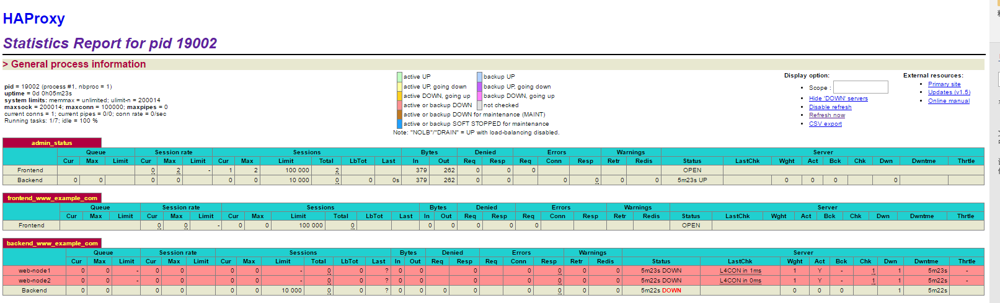 HAProxy
Statistics Report for pid 19002
> General process information
pid = 19002 (process #1, nbproc = 1)
uptime = 0d 0h05m23s
system limits: memmax = unlimited; ulimit-n = 200014
maxsock = 200014; maxconn = 100000; maxpipes = 0
current conns = 1; current pipes = 0/0; conn rate = 0/sec
Running tasks: 1/7; idle = 100 %
active UP backup UP
active UP, going down backup UP, going down
active DOWN, going up backup DOWN, going up
active or backup DOWN not checked
active or backup DOWN for maintenance (MAINT)
active or backup SOFT STOPPED for maintenance
Note: "NOLB"/"DRAIN" = UP with load-balancing disabled.
Display option:
Scope :
Hide 'DOWN' servers
Disable refresh
Refresh now
CSV export
External resources:
Primary site
Updates (v1.5)
Online manual
admin_status
Queue Session rate Sessions Bytes Denied Errors Warnings Server
Cur Max Limit Cur Max Limit Cur Max Limit Total LbTot Last In Out Req Resp Req Conn Resp Retr Redis Status LastChk Wght Act Bck Chk Dwn Dwntme Thrtle
Frontend 0 2 - 1 2 100 000 2 379 262 0 0 0 OPEN
Backend 0 0 0 0 0 0 10 000 0 0 0s 379 262 0 0 0 0 0 0 5m23s UP 0 0 0 0
frontend_www_example_com
Queue Session rate Sessions Bytes Denied Errors Warnings Server
Cur Max Limit Cur Max Limit Cur Max Limit Total LbTot Last In Out Req Resp Req Conn Resp Retr Redis Status LastChk Wght Act Bck Chk Dwn Dwntme Thrtle
Frontend 0 0 - 0 0 100 000 0 0 0 0 0 0 OPEN
backend_www_example_com
Queue Session rate Sessions Bytes Denied Errors Warnings Server
Cur Max Limit Cur Max Limit Cur Max Limit Total LbTot Last In Out Req Resp Req Conn Resp Retr Redis Status LastChk Wght Act Bck Chk Dwn Dwntme Thrtle
web-node1 0 0 - 0 0 0 0 - 0 0 ? 0 0 0 0 0 0 0 5m23s DOWN L4CON in 1ms 1 Y - 1 1 5m23s -
web-node2 0 0 - 0 0 0 0 - 0 0 ? 0 0 0 0 0 0 0 5m22s DOWN L4CON in 0ms 1 Y - 1 1 5m22s -
Backend 0 0 0 0 0 0 10 000 0 0 ? 0 0 0 0 0 0 0 0 5m22s DOWN 0 0 0 1 5m22s